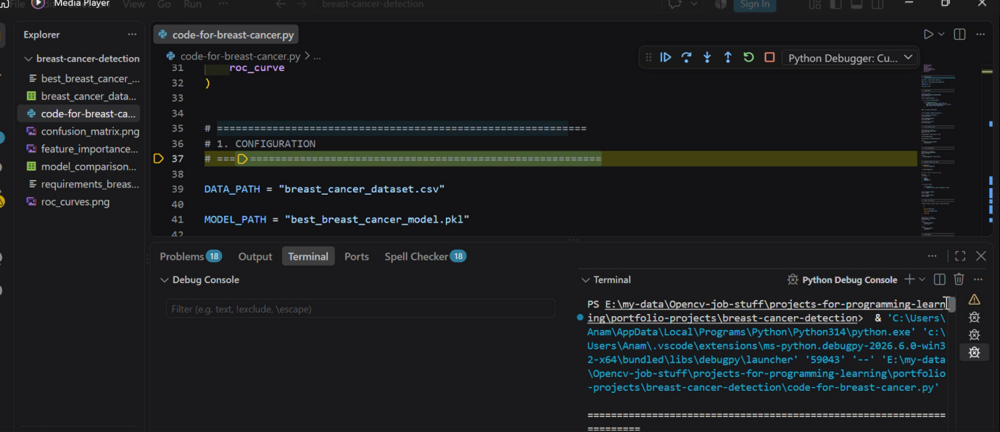 File
Media Player
View
Go
Run
breast-cancer-detection
Sign In
Explorer
breast-cancer-detection
best_breast_cancer_...
breast_cancer_data...
code-for-breast-ca...
confusion_matrix.png
feature_importance...
model_comparison...
requirements_breas...
roc_curves.png
code-for-breast-cancer.py
code-for-breast-cancer.py > ...
Python Debugger: Cu...
31 roc_curve
32 )
33
34
35 # ============================================================
36 # 1. CONFIGURATION
37 # ============================================================
38
39 DATA_PATH = "breast_cancer_dataset.csv"
40
41 MODEL_PATH = "best_breast_cancer_model.pkl"
42
Problems 18
Output
Terminal
Ports
Spell Checker 18
Debug Console
Filter (e.g. text, !exclude, \escape)
Terminal
Python Debug Console
PS E:\my-data\Opencv-job-stuff\projects-for-programming-learn
ing\portfolio-projects\breast-cancer-detection>  & 'C:\Users\
Anam\AppData\Local\Programs\Python\Python314\python.exe' 'c:\
Users\Anam\.vscode\extensions\ms-python.debugpy-2026.6.0-win3
2-x64\bundled\libs\debugpy\launcher' '59043' '--' 'E:\my-data
\Opencv-job-stuff\projects-for-programming-learning\portfolio
-projects\breast-cancer-detection\code-for-breast-cancer.py'
=============================================================
=========